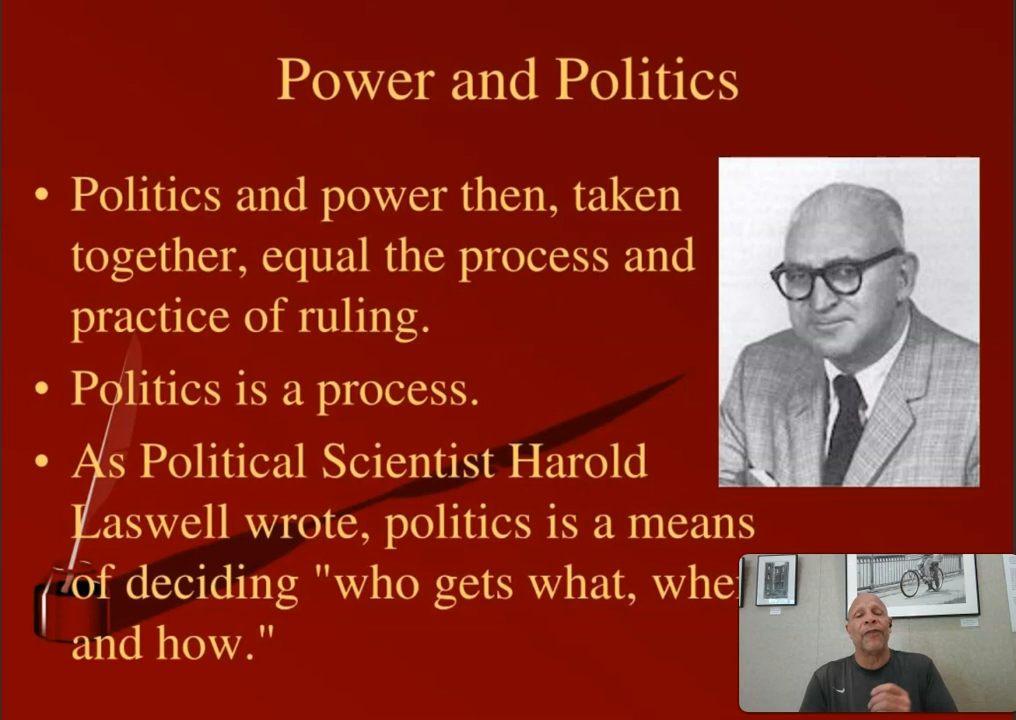 Power and Politics
• Politics and power then, taken
together, equal the process and
practice of ruling.
• Politics is a process.
• As Political Scientist Harold
Laswell wrote, politics is a means
of deciding "who gets what,
and how."